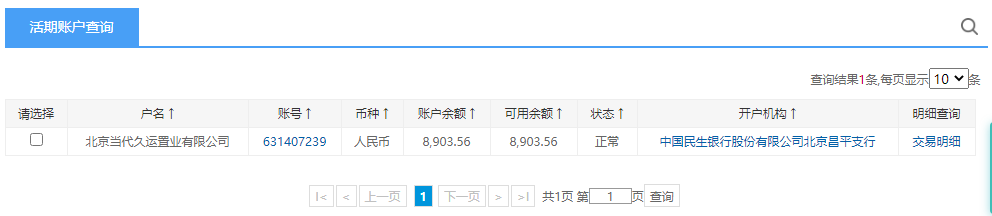 活期账户查询
查询结果1条,每页显示 10 条
请选择 户名↑ 账号↑ 币种↑ 账户余额↑ 可用余额↑ 状态↑ 开户机构↑ 明细查询
北京当代久运置业有限公司 631407239 人民币 8,903.56 8,903.56 正常 中国民生银行股份有限公司北京昌平支行 交易明细
|< < 上一页 1 下一页 > >| 共1页 第 1 页 查询